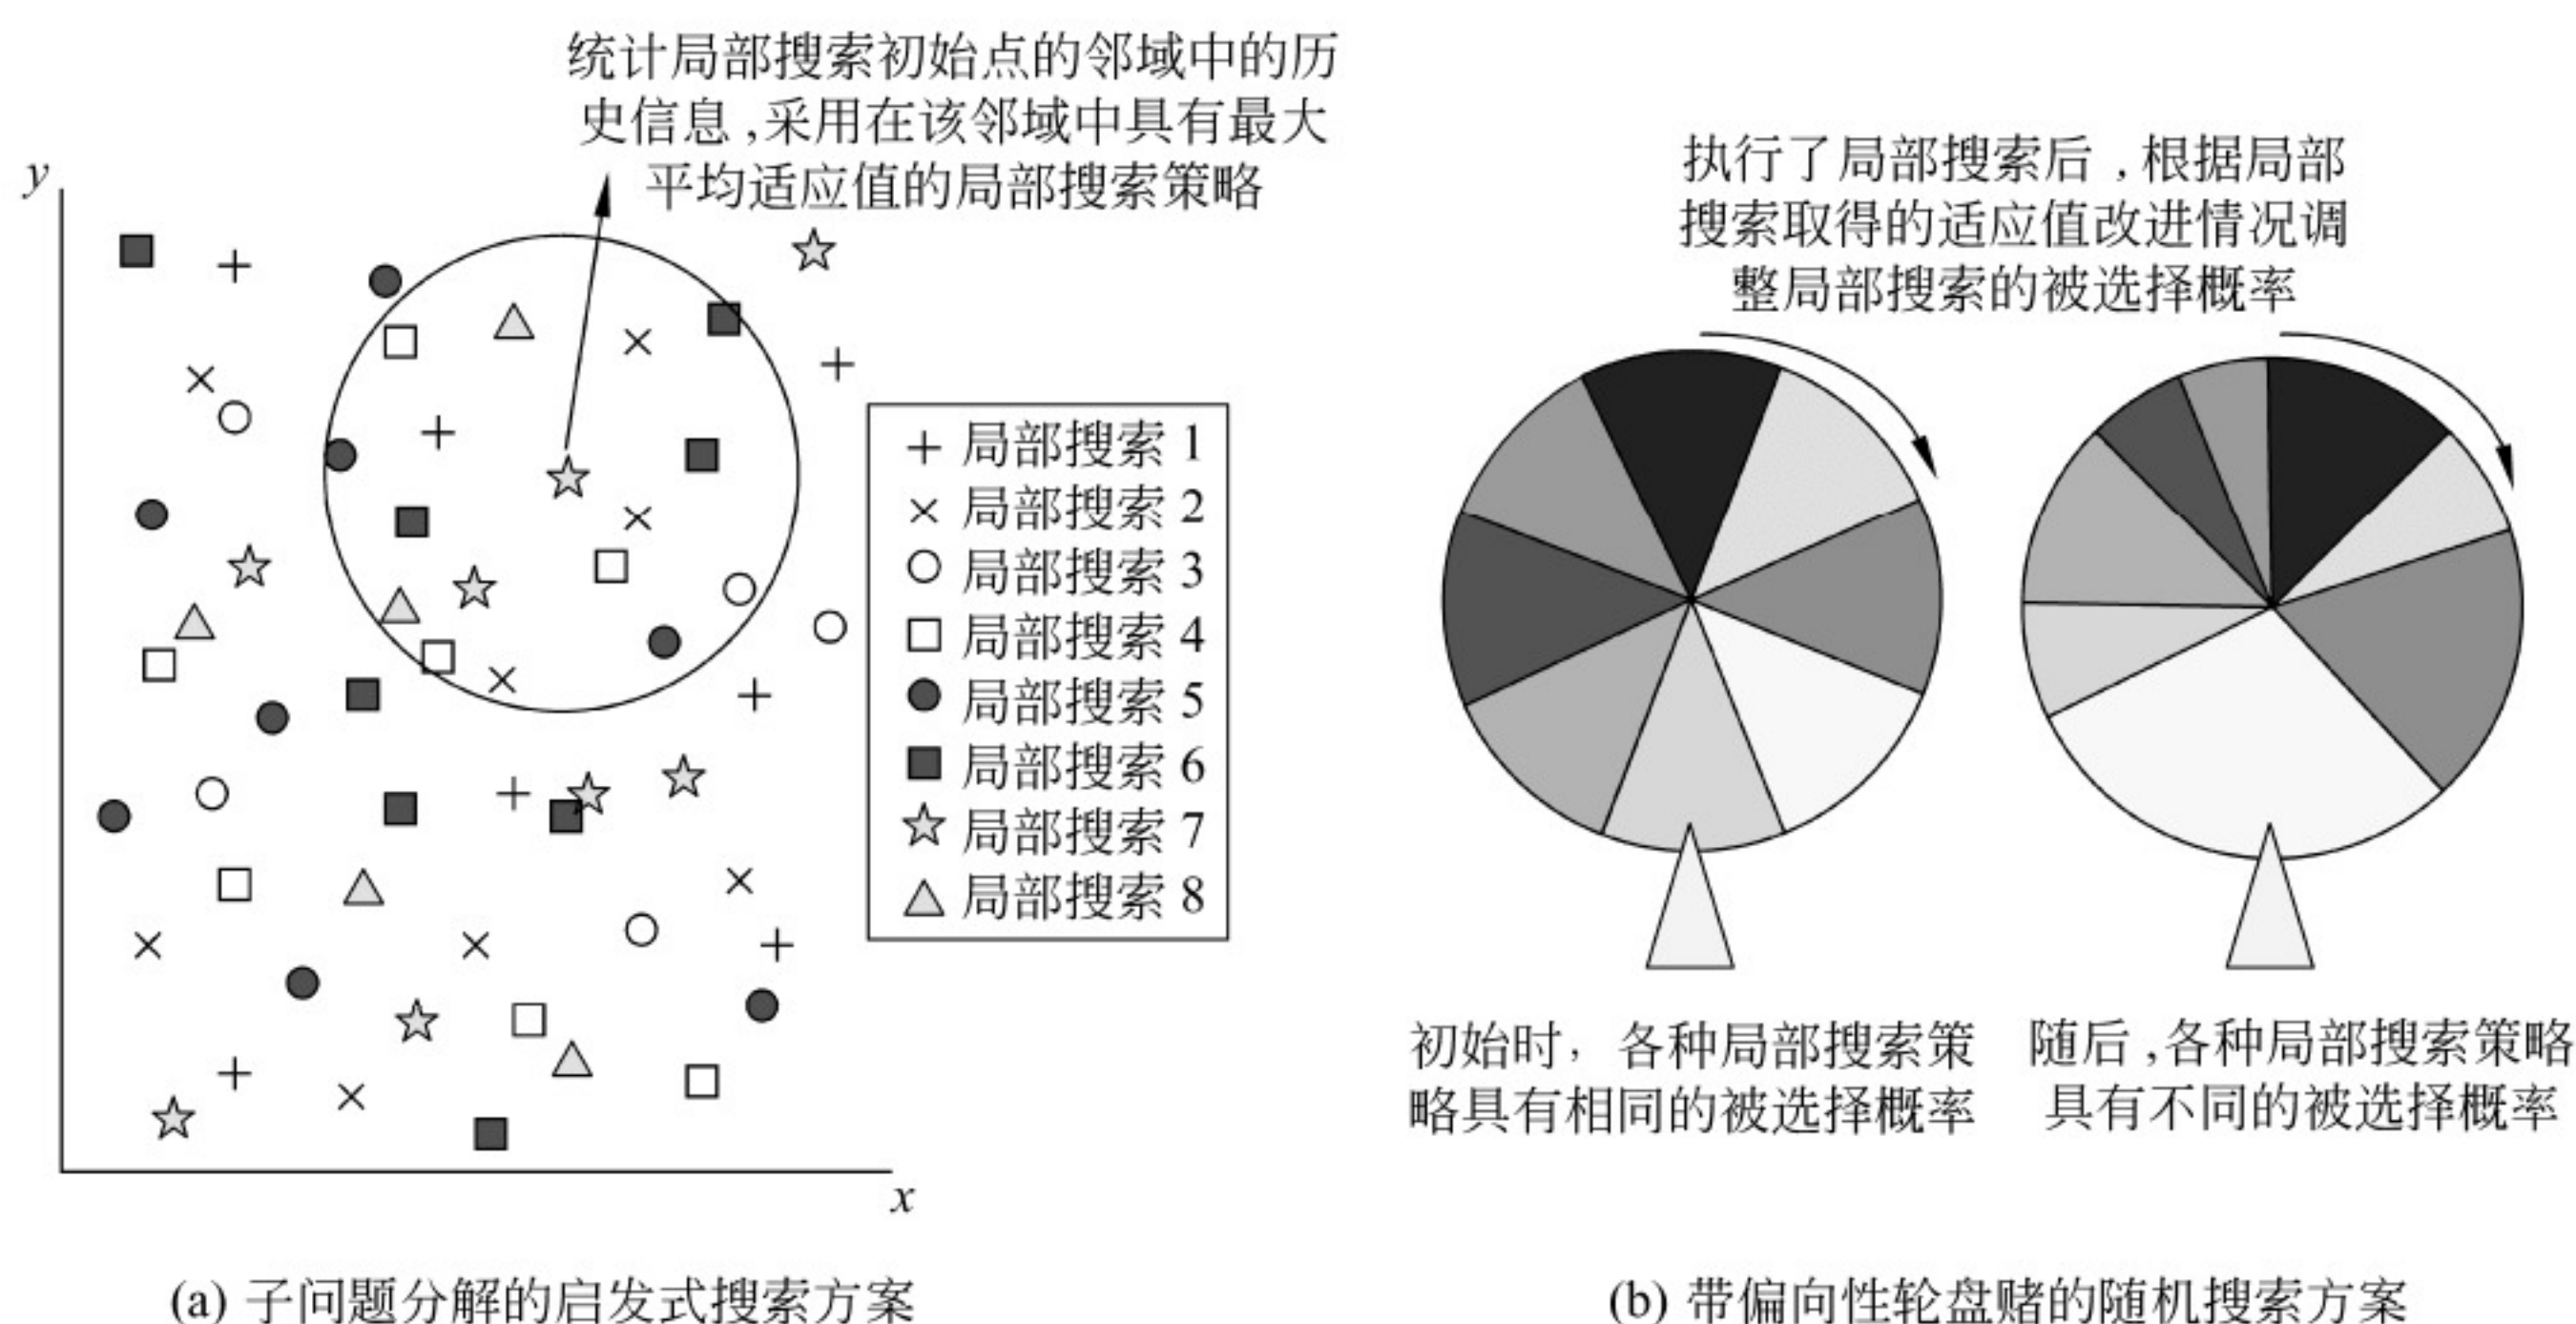 统计局部搜索初始点的邻域中的历
史信息,采用在该邻域中具有最大
平均适应值的局部搜索策略
y
x
局部搜索 1
局部搜索 2
局部搜索 3
局部搜索 4
局部搜索 5
局部搜索 6
局部搜索 7
局部搜索 8
(a) 子问题分解的启发式搜索方案
执行了局部搜索后,根据局部
搜索取得的适应值改进情况调
整局部搜索的被选择概率
初始时，各种局部搜索策
略具有相同的被选择概率
随后,各种局部搜索策略
具有不同的被选择概率
(b) 带偏向性轮盘赌的随机搜索方案